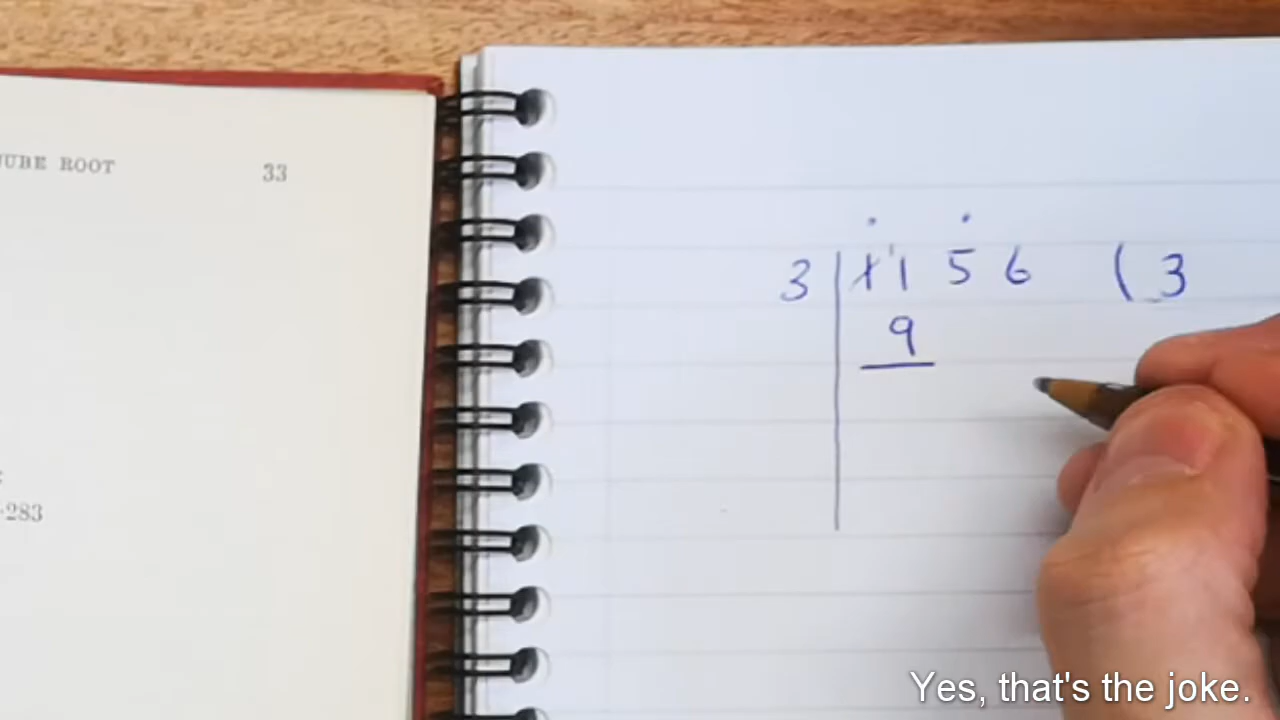 UBE ROOT 33
·283
3 1156 ( 3
9
Yes, that's the joke.